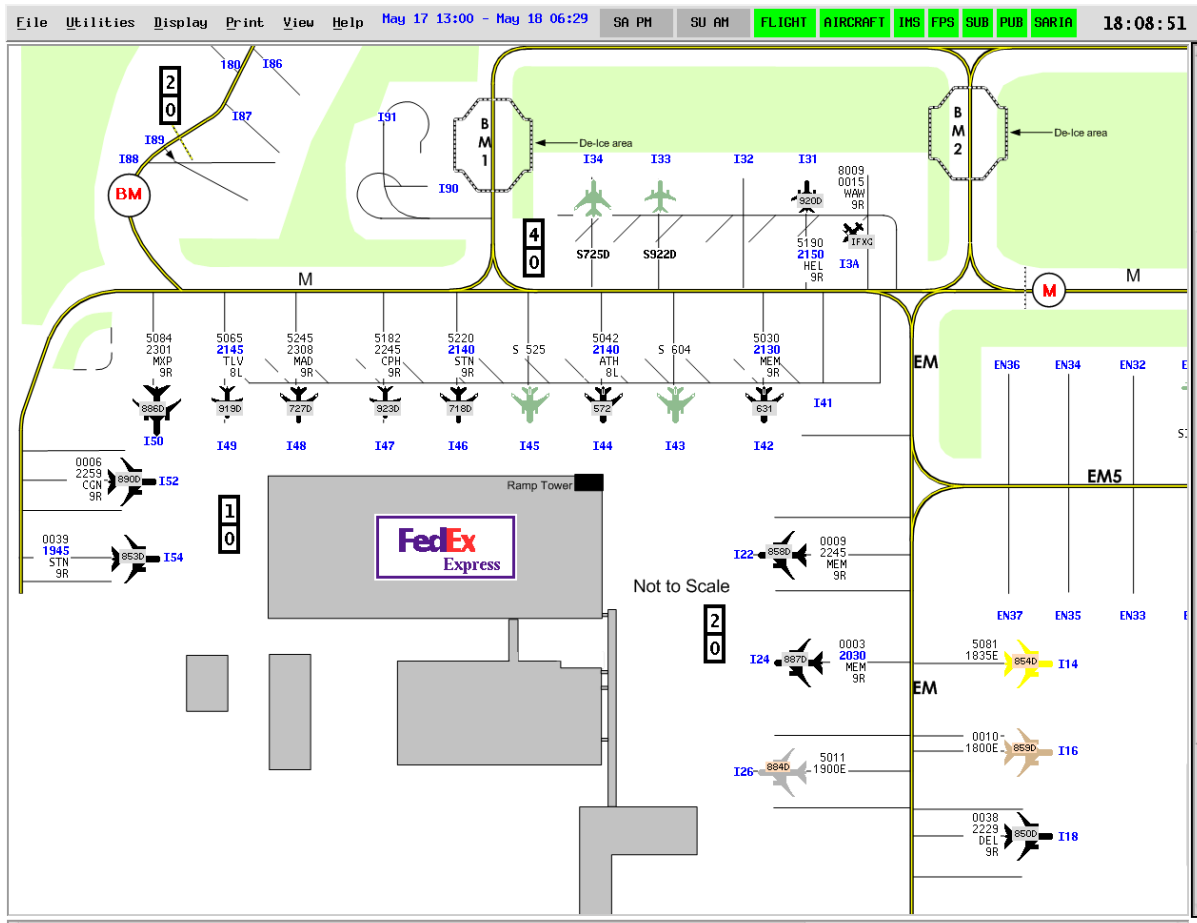 File Utilities Display Print View Help May 17 13:00 - May 18 06:29 SA PM SU AM FLIGHT AIRCRAFT IMS FPS SUB PUB SARIA 18:08:51
180 I86
2
0
I87
I89
I88
BM
I91
I90
B
M
1
De-Ice area
B
M
2
De-Ice area
I34 I33 I32 I31
8009
0015
WAW
9R
920D
IFXG
I3A
S725D S922D
5190
2150
HEL
9R
4
0
M
M
M
5084
2301
MXP
9R
886D
I50
5065
2145
TLV
8L
919D
I49
5245
2308
MAD
9R
727D
I48
5182
2245
CPH
9R
923D
I47
5220
2140
STN
9R
718D
I46
S 525
I45
5042
2140
ATH
8L
572
I44
S 604
I43
5030
2130
MEM
9R
631
I42
I41
EM
EN36 EN34 EN32
0006
2259
CGN
9R
890D
I52
0039
1945
STN
9R
853D
I54
1
0
Ramp Tower
FedEx
Express
EM5
I22
858D
0009
2245
MEM
9R
Not to Scale
2
0
EN37 EN35 EN33
I24
887D
0003
2030
MEM
9R
5081
1835E
854D
I14
EM
I26
884D
5011
1900E
0010
1800E
859D
I16
0038
2229
DEL
9R
850D
I18